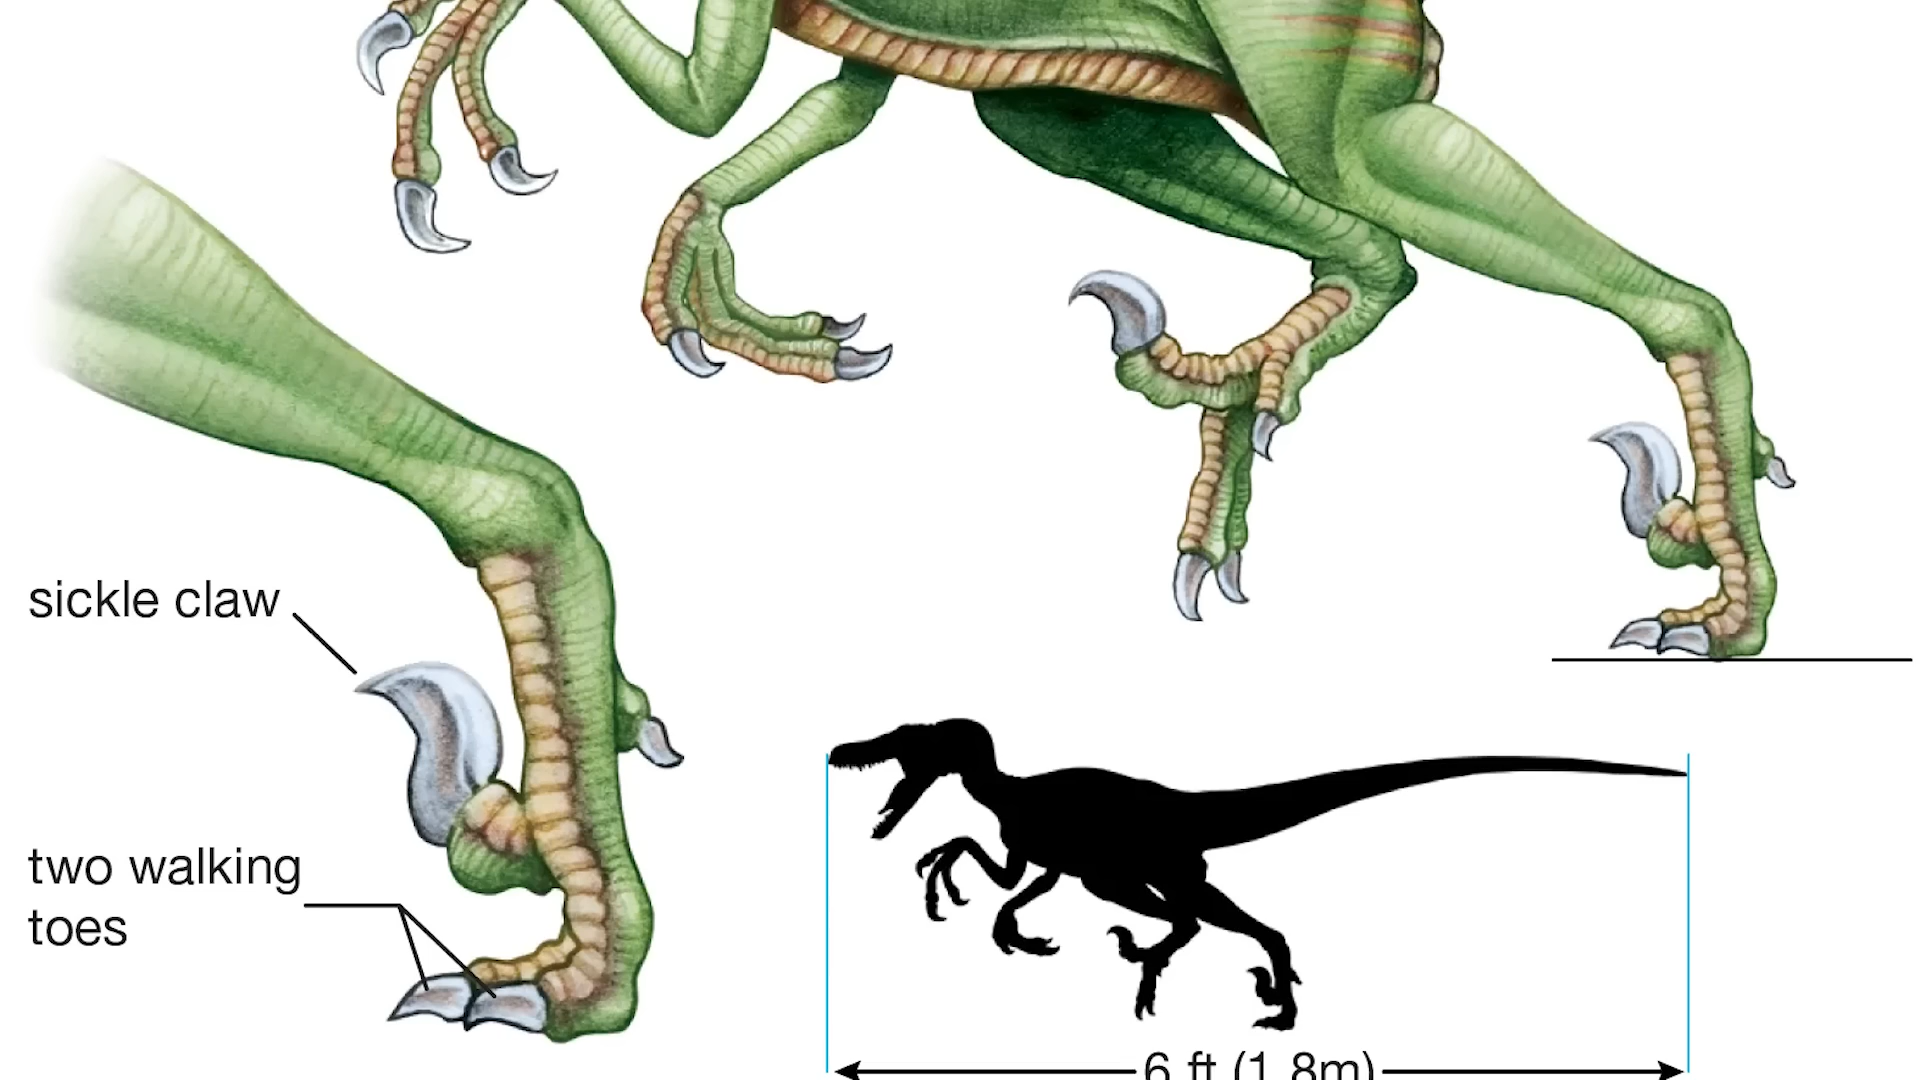 sickle claw
two walking
toes
6 ft (1.8m)